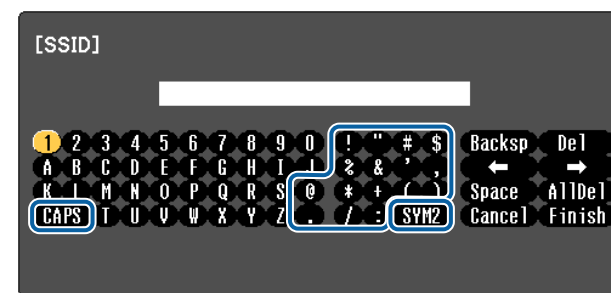 [SSID]
1 2 3 4 5 6 7 8 9 0 ! " # $ Backsp Del
A B C D E F G H I J % & ' , ← →
K L M N O P Q R S @ * + ( ) Space AllDel
CAPS T U V W X Y Z . / : SYM2 Cancel Finish